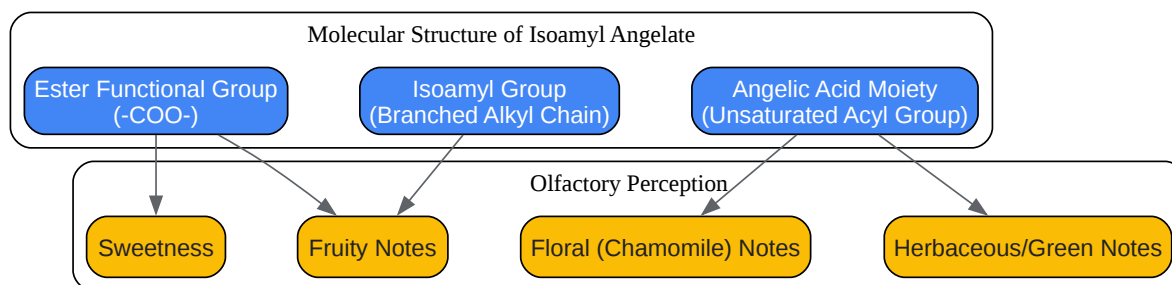 Molecular Structure of Isoamyl Angelate
Ester Functional Group
(-COO-)
Isoamyl Group
(Branched Alkyl Chain)
Angelic Acid Moiety
(Unsaturated Acyl Group)
Olfactory Perception
Sweetness
Fruity Notes
Floral (Chamomile) Notes
Herbaceous/Green Notes